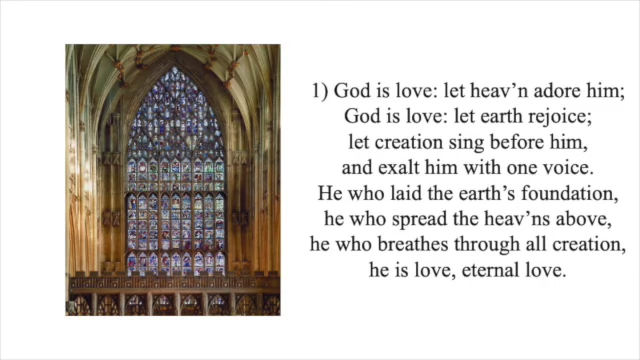 1) God is love: let heav’n adore him;
God is love: let earth rejoice;
let creation sing before him,
and exalt him with one voice.
He who laid the earth’s foundation,
he who spread the heav’ns above,
he who breathes through all creation,
he is love, eternal love.